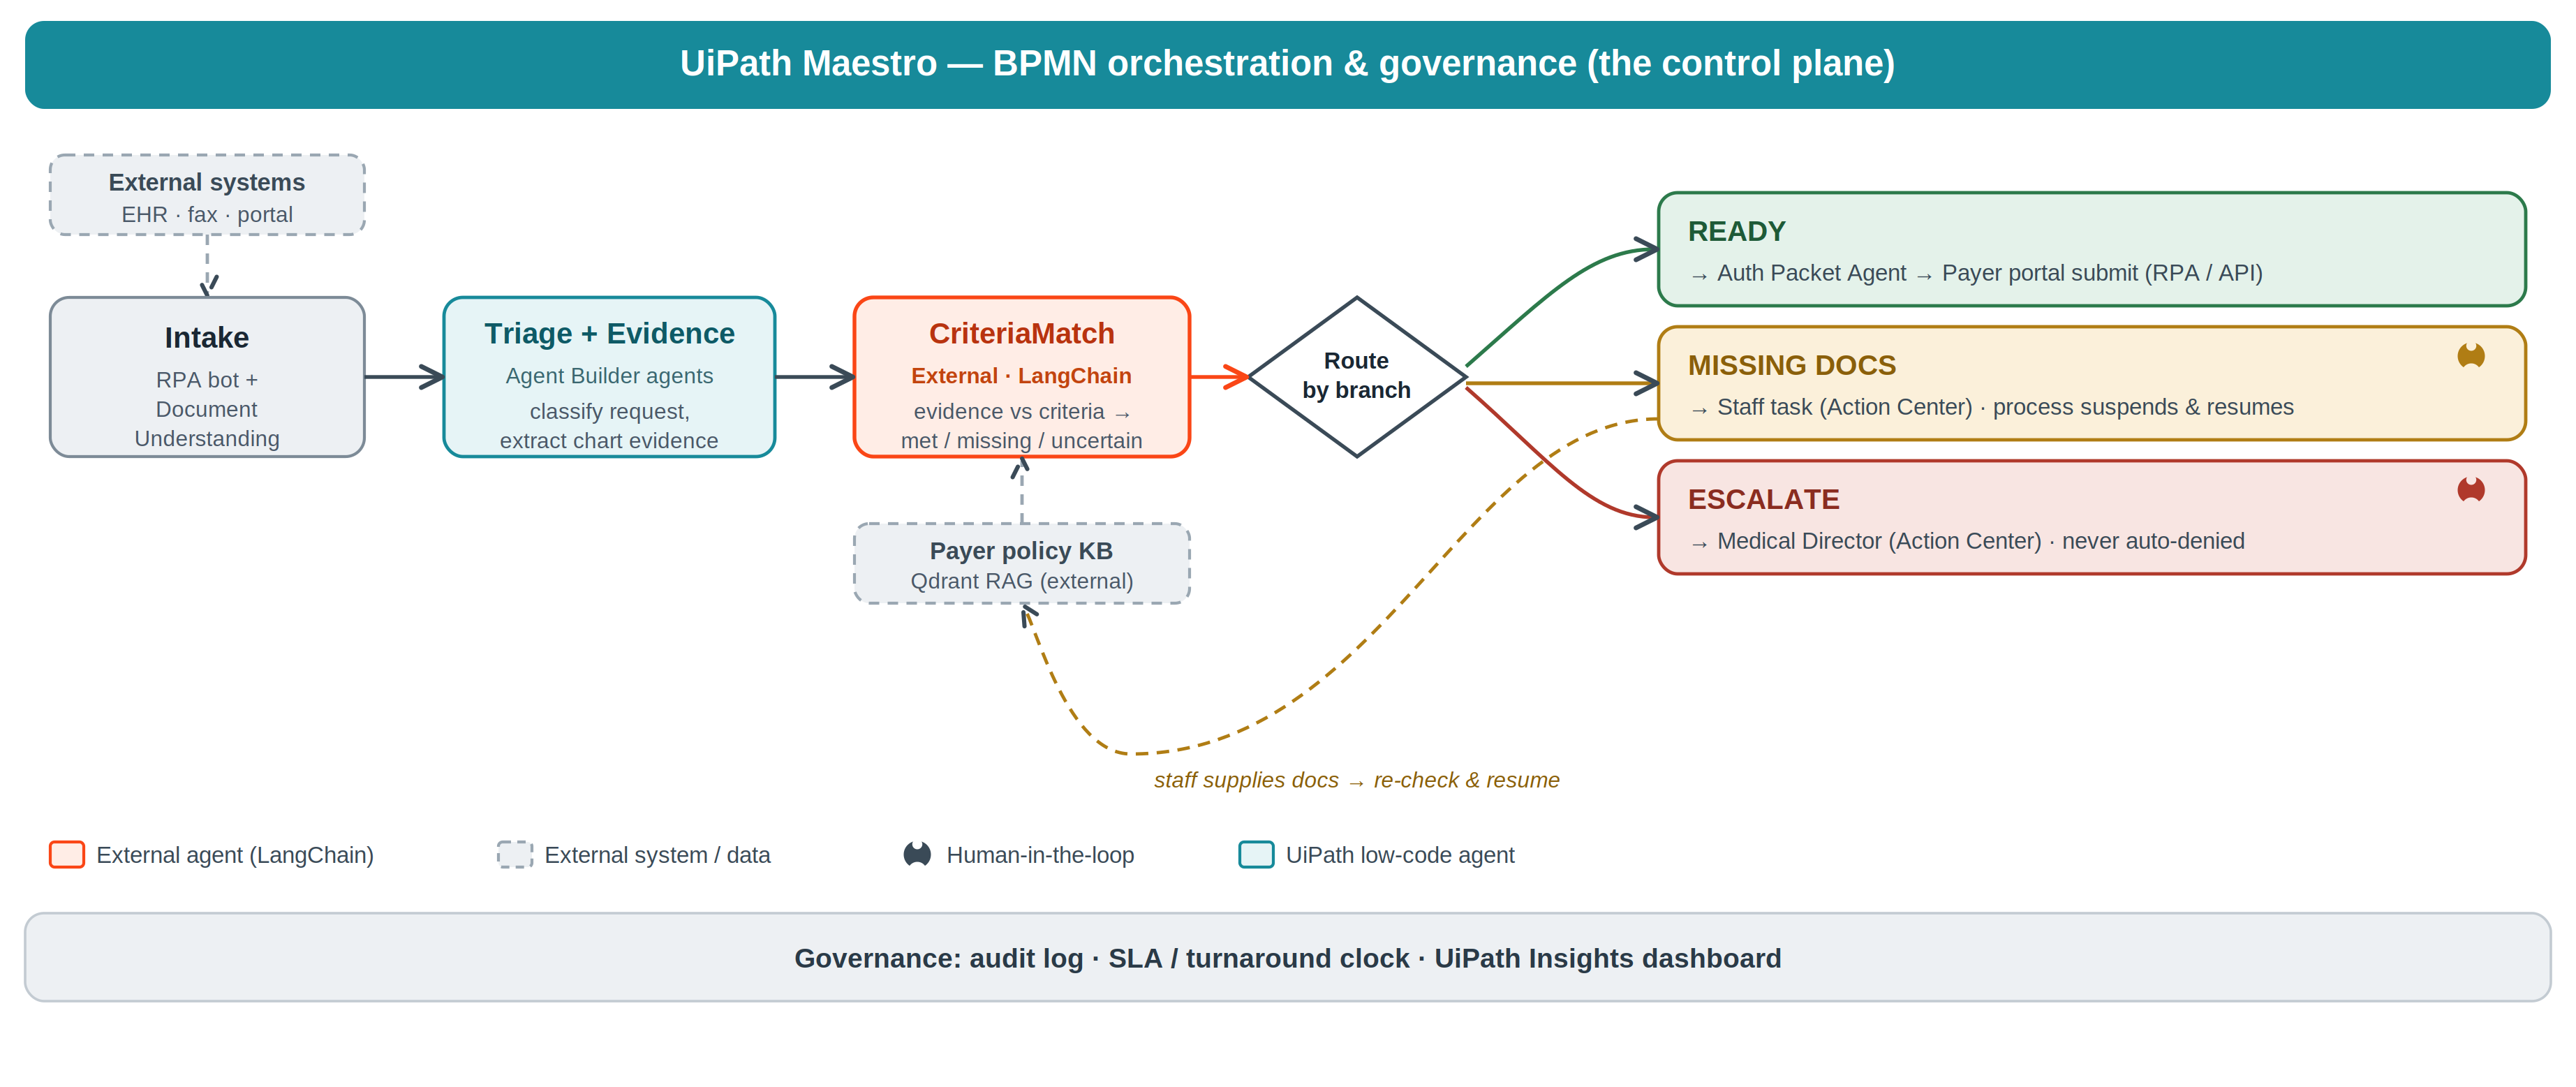 UiPath Maestro — BPMN orchestration & governance (the control plane)
External systems
EHR · fax · portal
Intake
RPA bot +
Document
Understanding
Triage + Evidence
Agent Builder agents
classify request,
extract chart evidence
CriteriaMatch
External · LangChain
evidence vs criteria →
met / missing / uncertain
Payer policy KB
Qdrant RAG (external)
Route
by branch
READY
→ Auth Packet Agent → Payer portal submit (RPA / API)
MISSING DOCS
→ Staff task (Action Center) · process suspends & resumes
ESCALATE
→ Medical Director (Action Center) · never auto-denied
staff supplies docs → re-check & resume
External agent (LangChain)
External system / data
Human-in-the-loop
UiPath low-code agent
Governance: audit log · SLA / turnaround clock · UiPath Insights dashboard